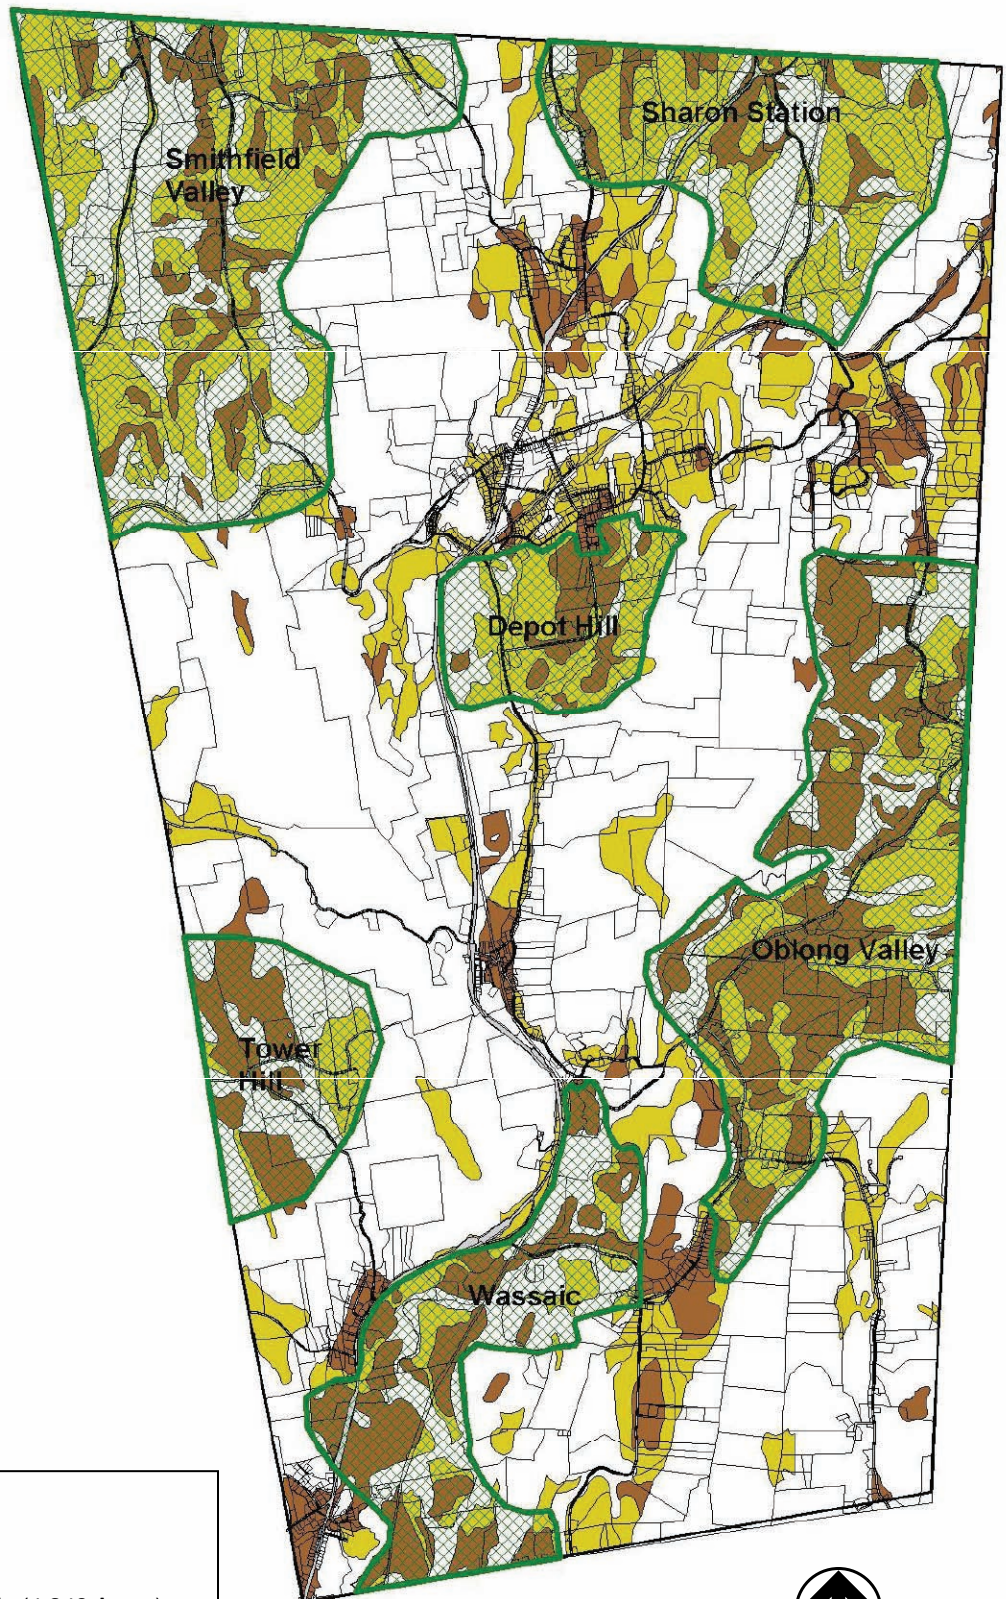 Sharon Station
Smithfield
Valley
Depot Hill
Oblong Valley
Tower
Hill
Wassaic